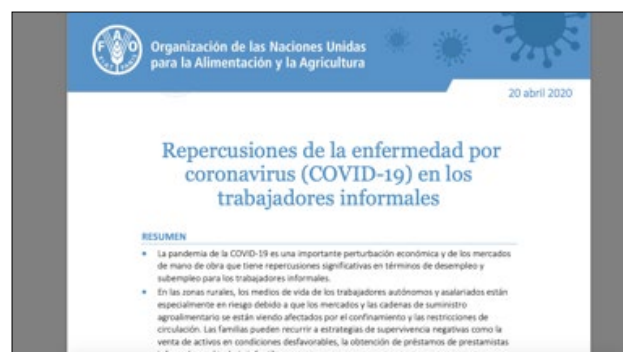 FAO
FIAT PANIS
Organización de las Naciones Unidas
para la Alimentación y la Agricultura
20 abril 2020
Repercusiones de la enfermedad por
coronavirus (COVID-19) en los
trabajadores informales
RESUMEN
• La pandemia de la COVID-19 es una importante perturbación económica y de los mercados
de mano de obra que tiene repercusiones significativas en términos de desempleo y
subempleo para los trabajadores informales.
• En las zonas rurales, los medios de vida de los trabajadores autónomos y asalariados están
especialmente en riesgo debido a que los mercados y las cadenas de suministro
agroalimentario se están viendo afectados por el confinamiento y las restricciones de
circulación. Las familias pueden recurrir a estrategias de supervivencia negativas como la
venta de activos en condiciones desfavorables, la obtención de préstamos de prestamistas